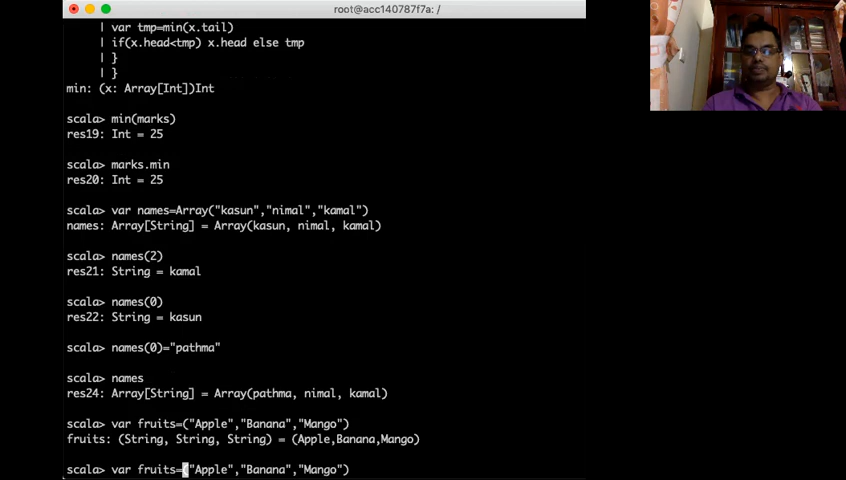 root@acc140787f7a: /
| var tmp=min(x.tail)
| if(x.head<tmp) x.head else tmp
| }
| }
min: (x: Array[Int])Int
scala> min(marks)
res19: Int = 25
scala> marks.min
res20: Int = 25
scala> var names=Array("kasun","nimal","kamal")
names: Array[String] = Array(kasun, nimal, kamal)
scala> names(2)
res21: String = kamal
scala> names(0)
res22: String = kasun
scala> names(0)="pathma"
scala> names
res24: Array[String] = Array(pathma, nimal, kamal)
scala> var fruits=("Apple","Banana","Mango")
fruits: (String, String, String) = (Apple,Banana,Mango)
scala> var fruits=("Apple","Banana","Mango")